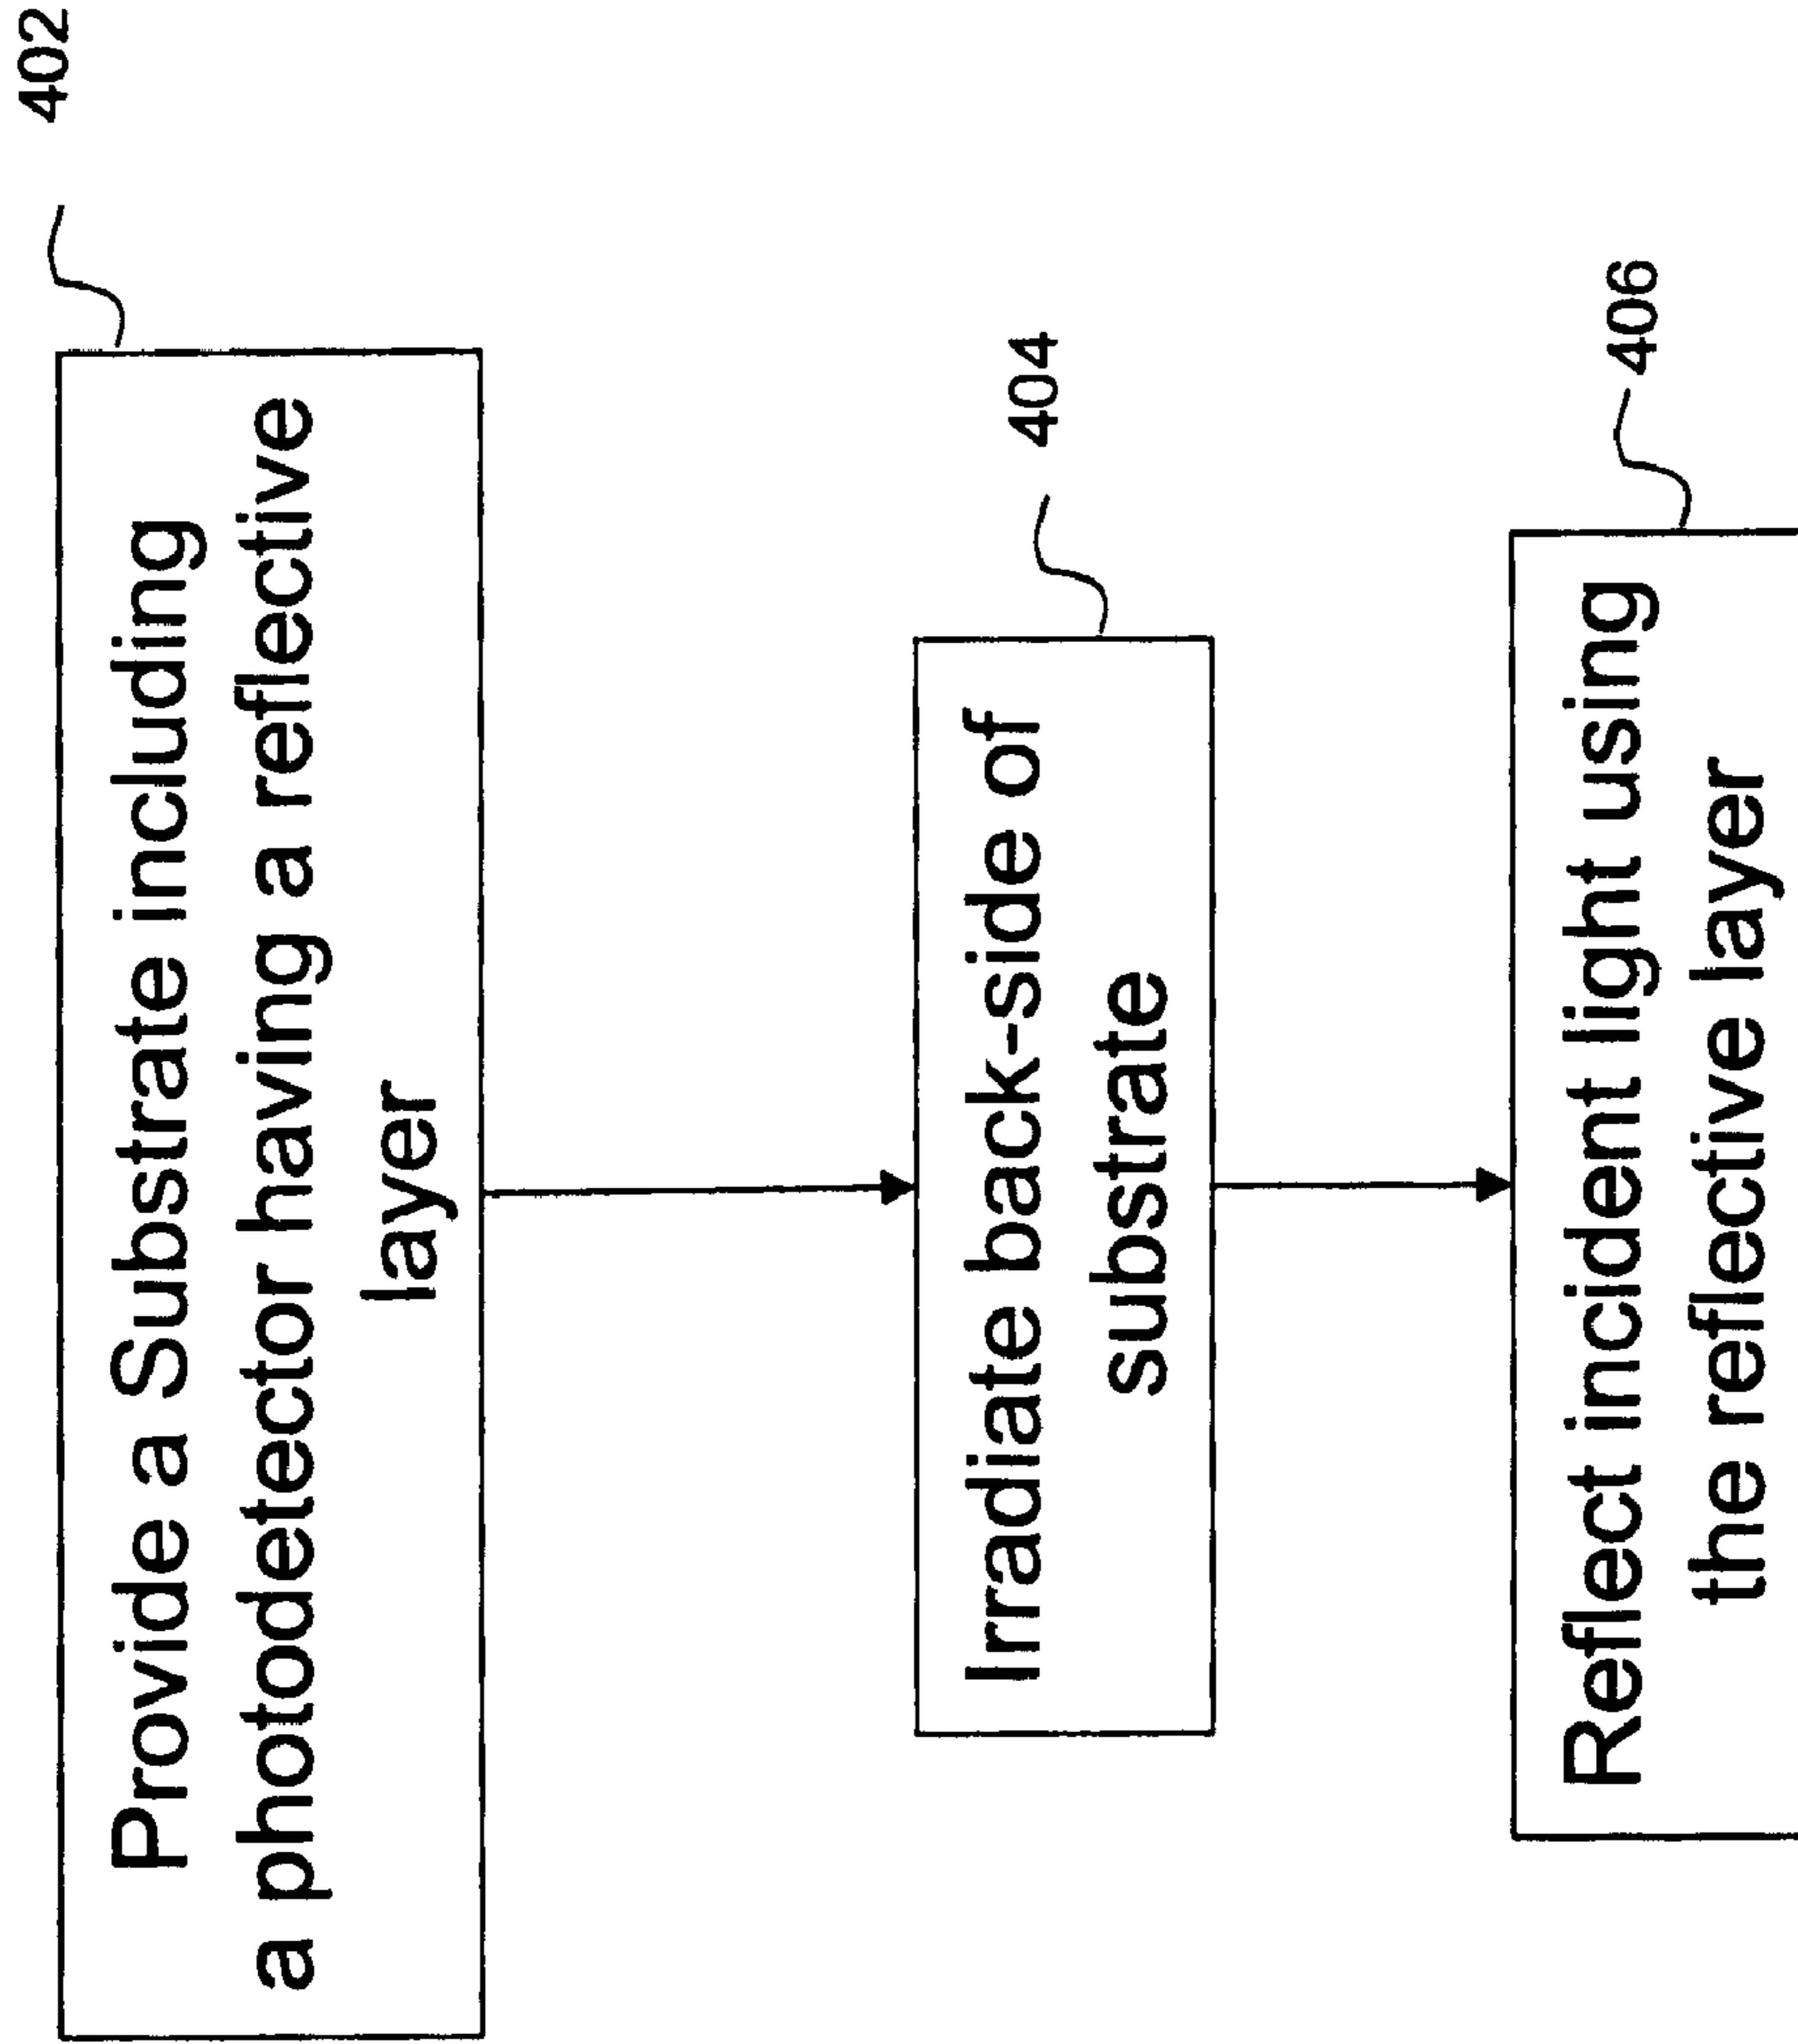 402
Provide a Substrate including
a photodetector having a reflective
layer
404
Irradiate back-side of
substrate
406
Reflect incident light using
the reflective layer